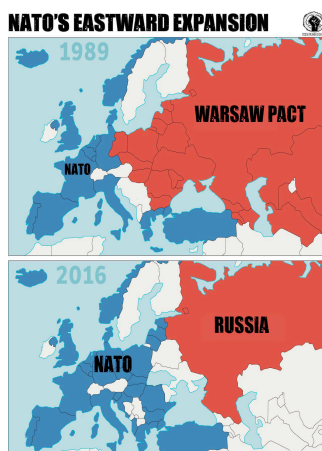 NATO'S EASTWARD EXPANSION
1989
WARSAW PACT
NATO
2016
RUSSIA
NATO